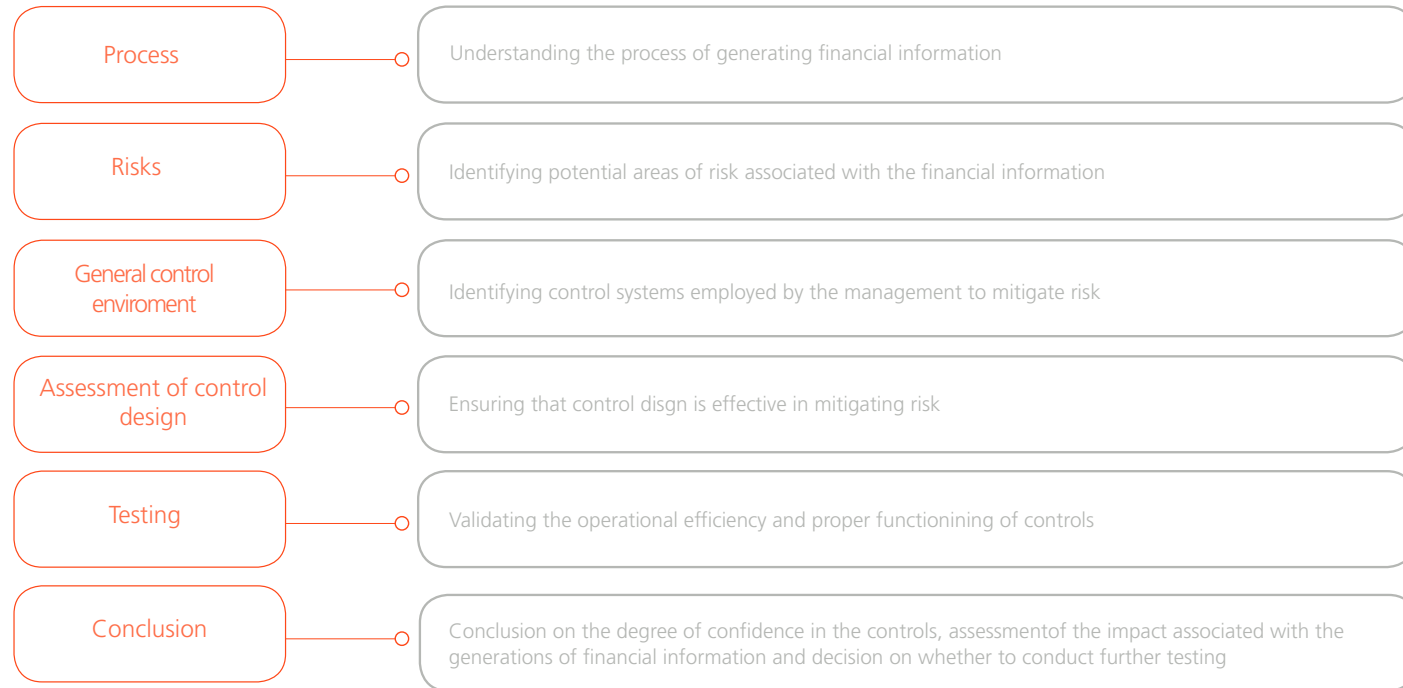 Process
Understanding the process of generating financial information
Risks
Identifying potential areas of risk associated with the financial information
General control
enviroment
Identifying control systems employed by the management to mitigate risk
Assessment of control
design
Ensuring that control disgn is effective in mitigating risk
Testing
Validating the operational efficiency and proper functionining of controls
Conclusion
Conclusion on the degree of confidence in the controls, assessmentof the impact associated with the
generations of financial information and decision on whether to conduct further testing